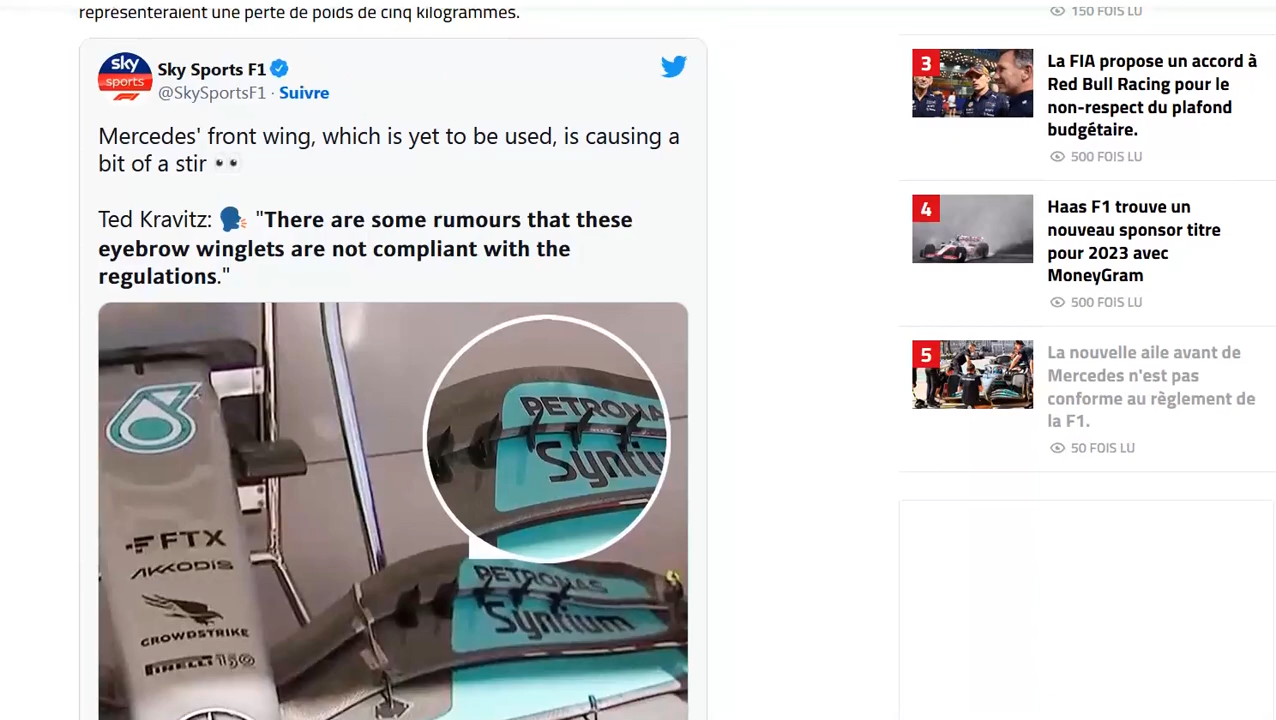 représenteraient une perte de poids de cinq kilogrammes.
sky
sports
Sky Sports F1
@SkySportsF1 · Suivre
Mercedes' front wing, which is yet to be used, is causing a
bit of a stir 👀
Ted Kravitz: 🗣️ "There are some rumours that these
eyebrow winglets are not compliant with the
regulations."
PETRONA
Syntiu
FTX
AKKODIS
CROWDSTRIKE
PIRELLI 150
PETRONAS
Syntium
150 FOIS LU
3
La FIA propose un accord à
Red Bull Racing pour le
non-respect du plafond
budgétaire.
500 FOIS LU
4
Haas F1 trouve un
nouveau sponsor titre
pour 2023 avec
MoneyGram
500 FOIS LU
5
La nouvelle aile avant de
Mercedes n'est pas
conforme au règlement de
la F1.
50 FOIS LU